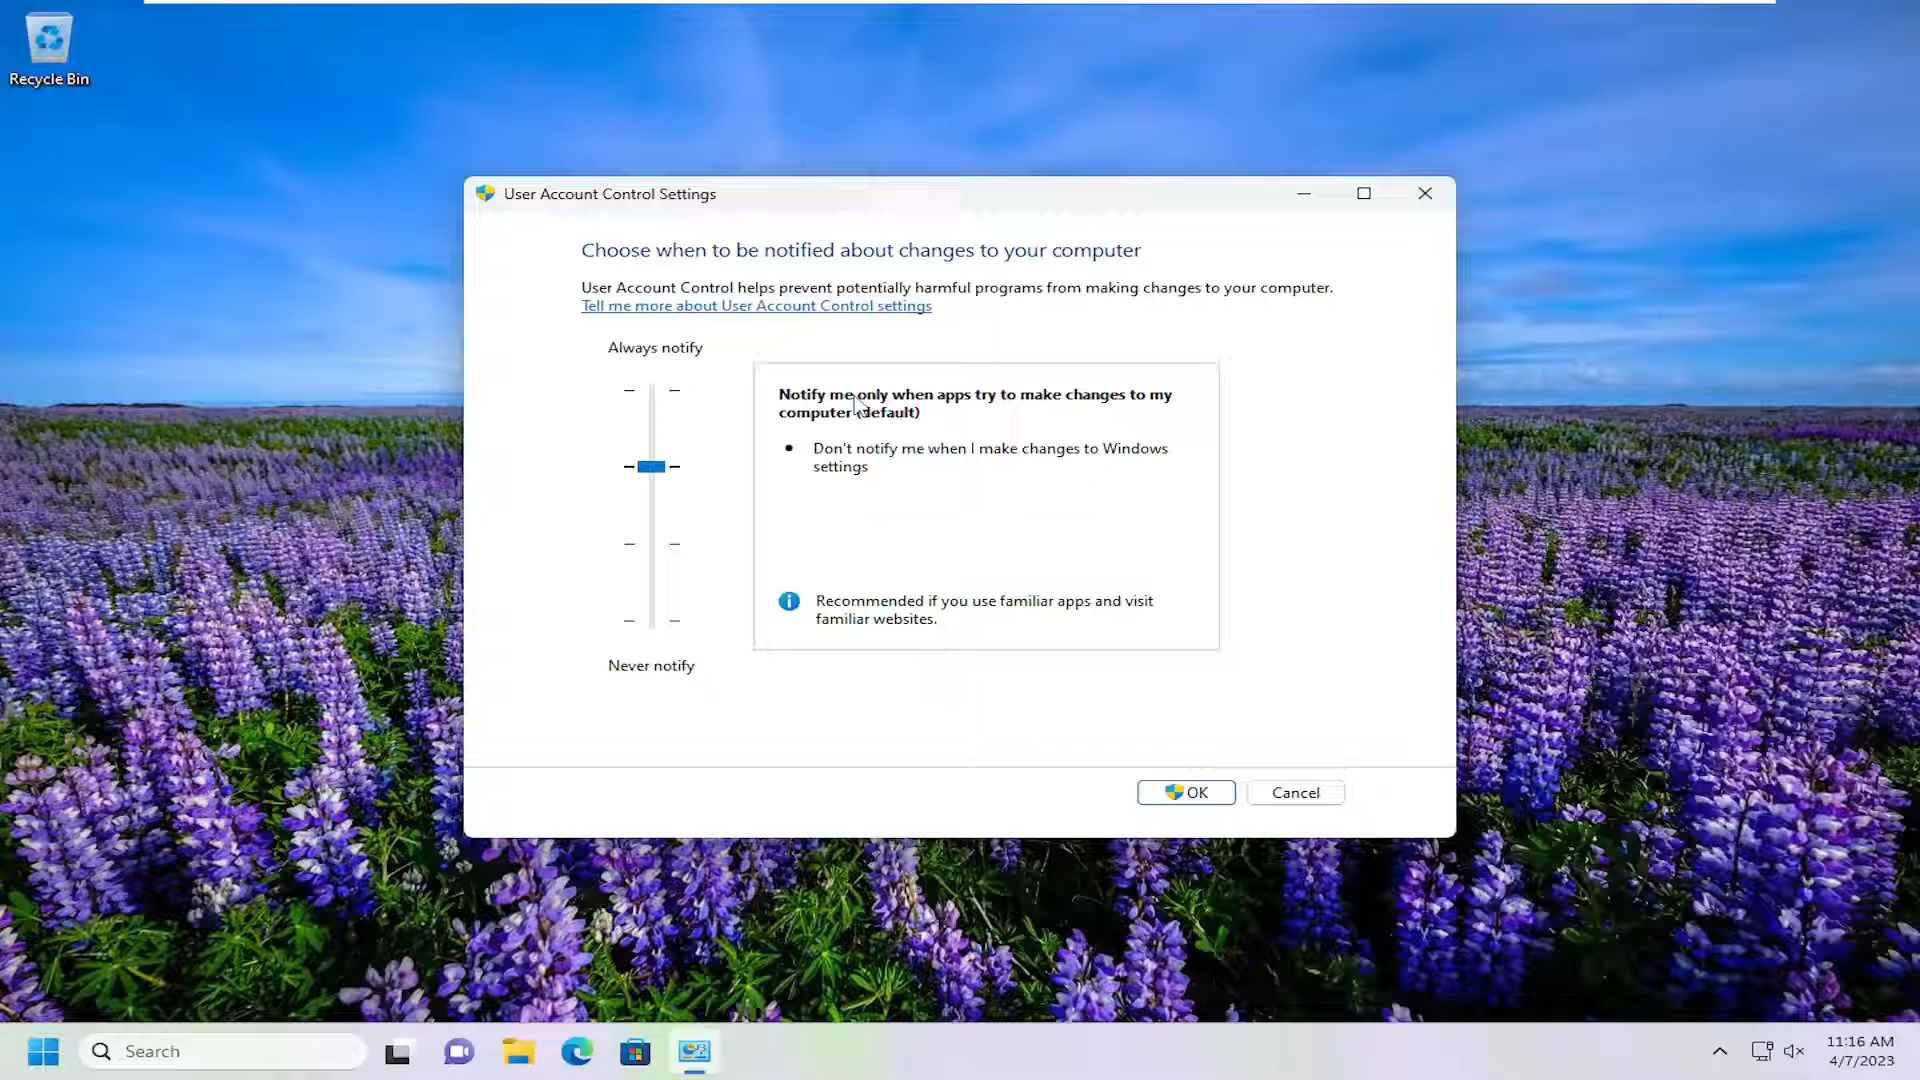 Recycle Bin
User Account Control Settings
Choose when to be notified about changes to your computer
User Account Control helps prevent potentially harmful programs from making changes to your computer.
Tell me more about User Account Control settings
Always notify
Notify me only when apps try to make changes to my
computer (default)
Don't notify me when I make changes to Windows
settings
Recommended if you use familiar apps and visit
familiar websites.
Never notify
OK
Cancel
Search
11:16 AM
4/7/2023